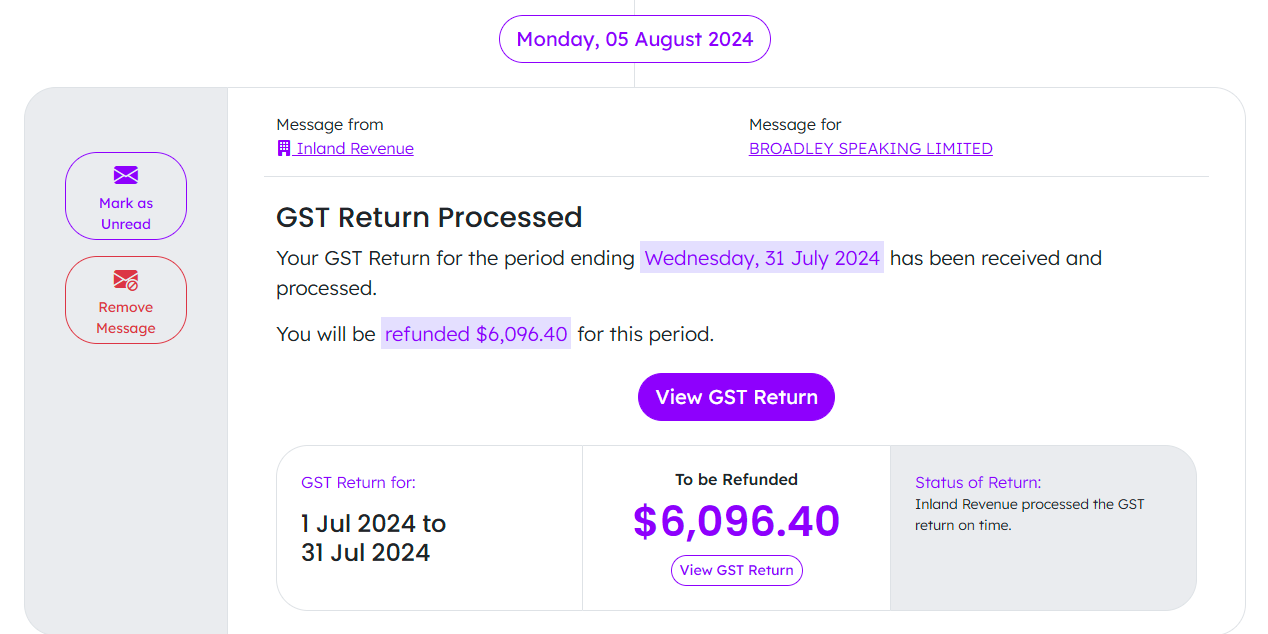 Monday, 05 August 2024
Mark as
Unread
Remove
Message
Message from
Inland Revenue
Message for
BROADLEY SPEAKING LIMITED
GST Return Processed
Your GST Return for the period ending Wednesday, 31 July 2024 has been received and
processed.
You will be refunded $6,096.40 for this period.
View GST Return
GST Return for:
1 Jul 2024 to
31 Jul 2024
To be Refunded
$6,096.40
View GST Return
Status of Return:
Inland Revenue processed the GST
return on time.